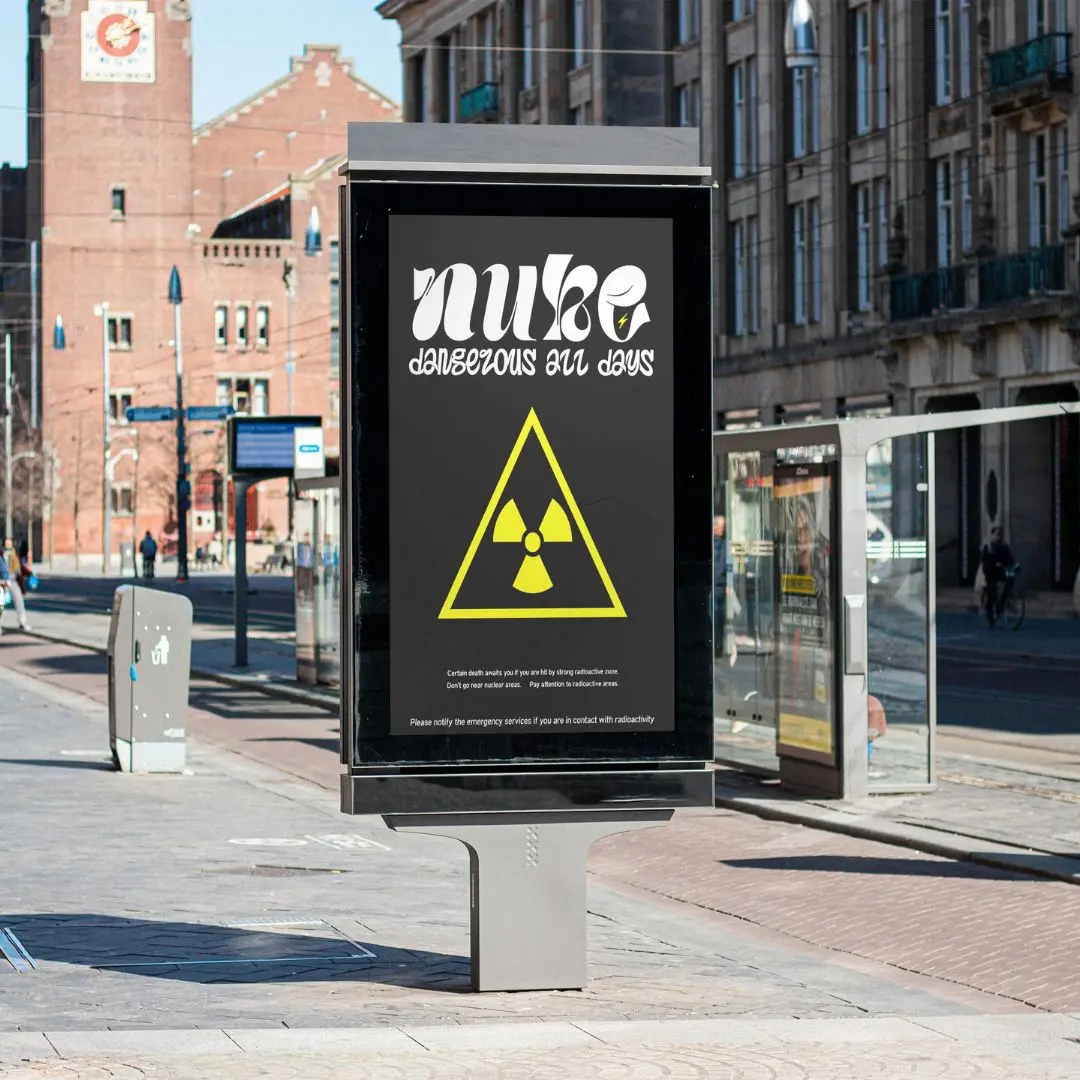 nuke
dangerous all days
Certain death awaits you if you are hit by strong radioactive zone.
Don't go near nuclear areas. Pay attention to radioactive areas.
Please notify the emergency services if you are in contact with radioactivity